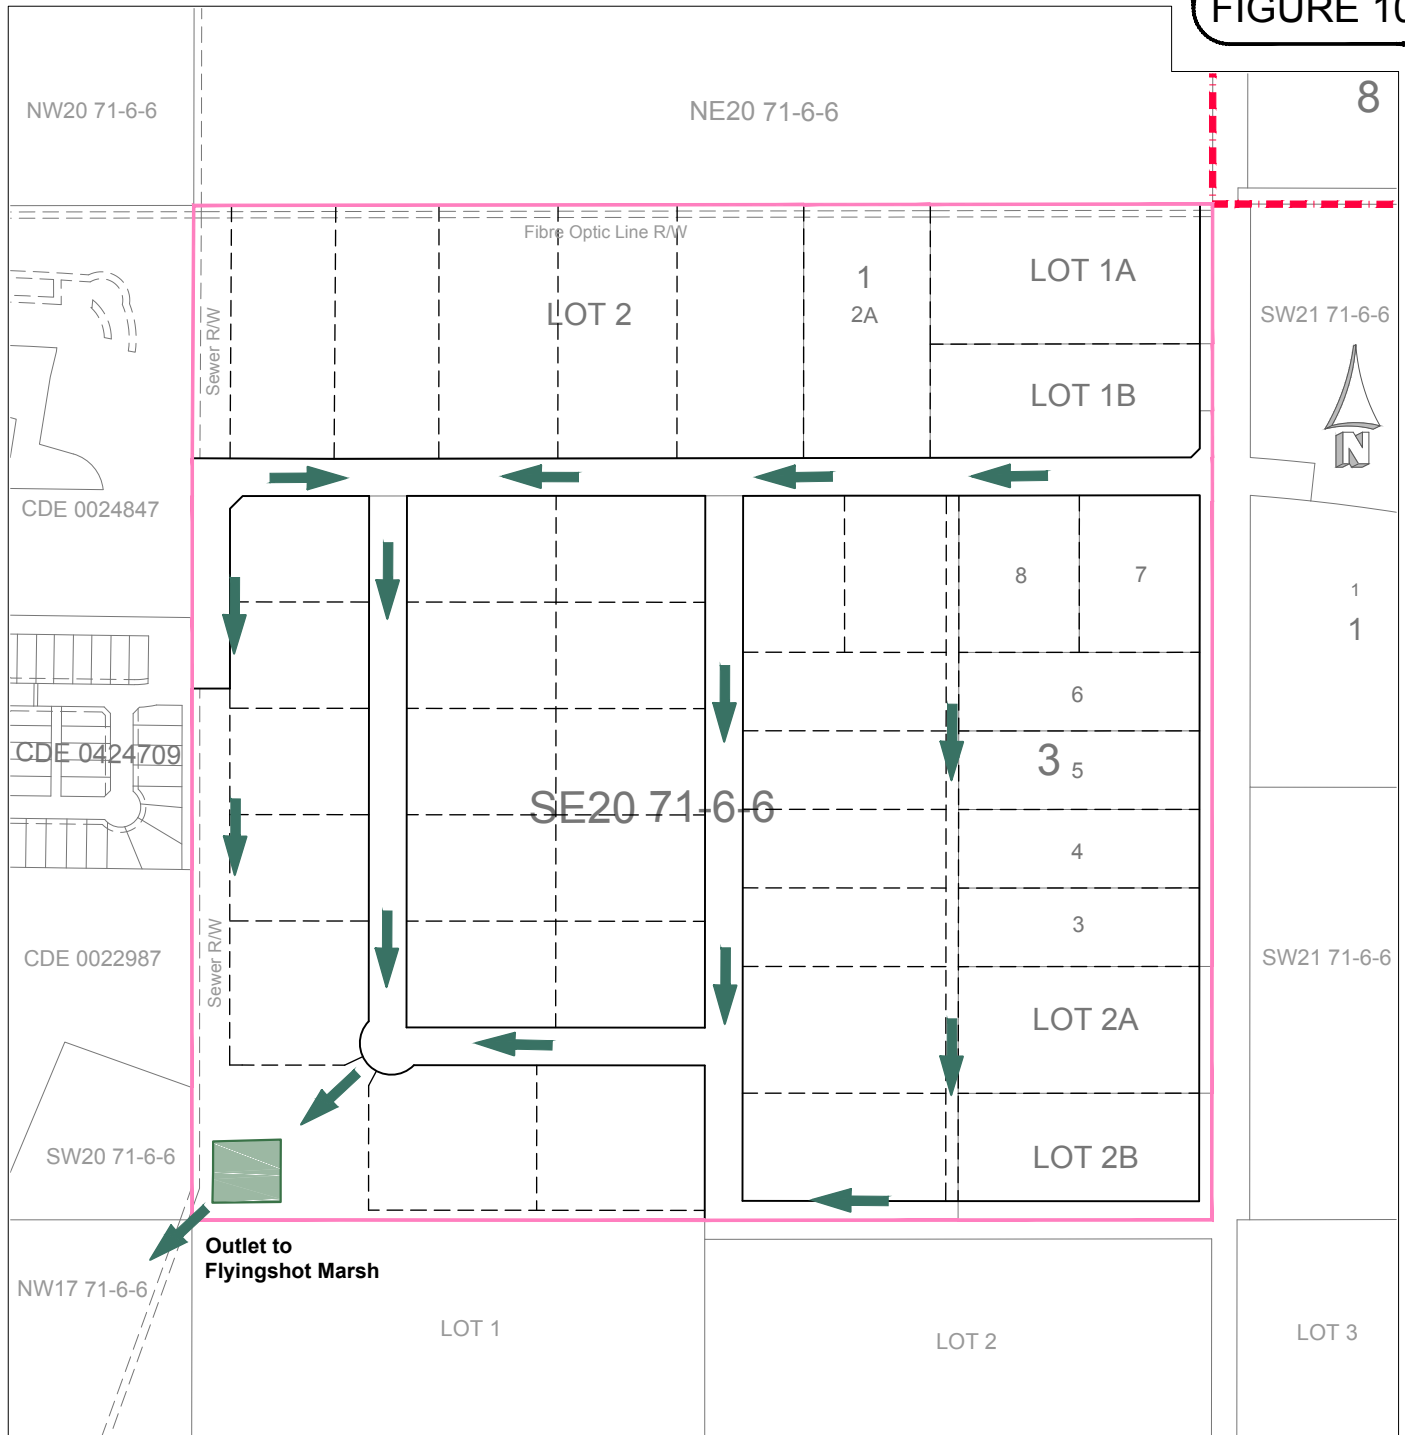 FIGURE 10
NW20 71-6-6
NE20 71-6-6
8
Fibre Optic Line R/W
LOT 1A
1
2A
LOT 2
SW21 71-6-6
Sewer R/W
LOT 1B
N
CDE 0024847
8
7
1
1
6
CDE 0424709
3
5
SE20 71-6-6
4
3
CDE 0022987
Sewer R/W
SW21 71-6-6
LOT 2A
SW20 71-6-6
LOT 2B
Outlet to
Flyingshot Marsh
NW17 71-6-6
LOT 1
LOT 2
LOT 3